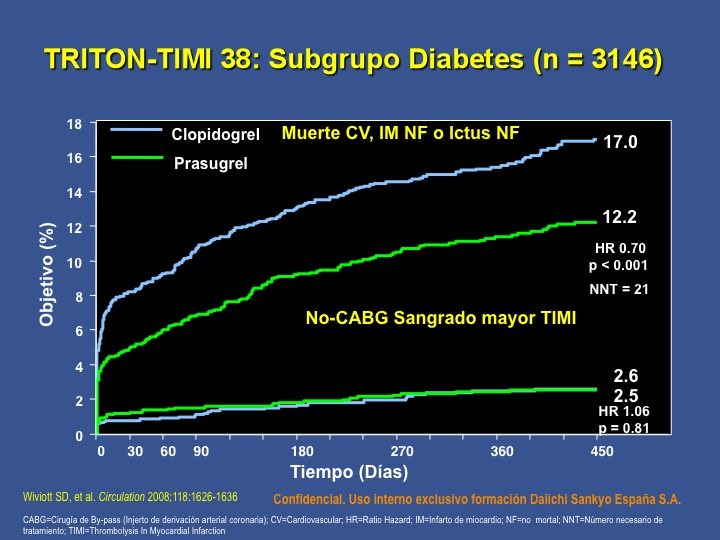 TRITON-TIMI 38: Subgrupo Diabetes (n = 3146)
Clopidogrel
Prasugrel
Muerte CV, IM NF o Ictus NF
17.0
12.2
HR 0.70
p < 0.001
NNT = 21
No-CABG Sangrado mayor TIMI
2.6
2.5
HR 1.06
p = 0.81
Objetivo (%)
18
16
14
12
10
8
6
4
2
0
0 30 60 90 180 270 360 450
Tiempo (Días)
Wiviott SD, et al. Circulation 2008;118:1626-1636
Confidencial. Uso interno exclusivo formación Daiichi Sankyo España S.A.
CABG=Cirugía de By-pass (Injerto de derivación arterial coronaria); CV=Cardiovascular; HR=Ratio Hazard; IM=Infarto de miocardio; NF=no mortal; NNT=Número necesario de
tratamiento; TIMI=Thrombolysis In Myocardial Infarction